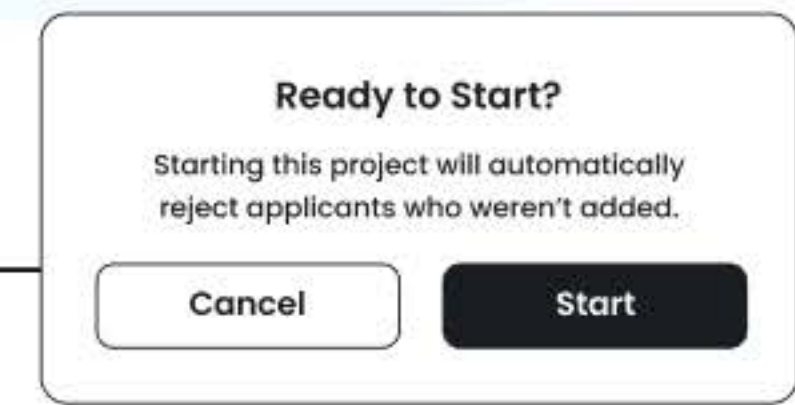 Ready to Start?
Starting this project will automatically
reject applicants who weren’t added.
Cancel
Start